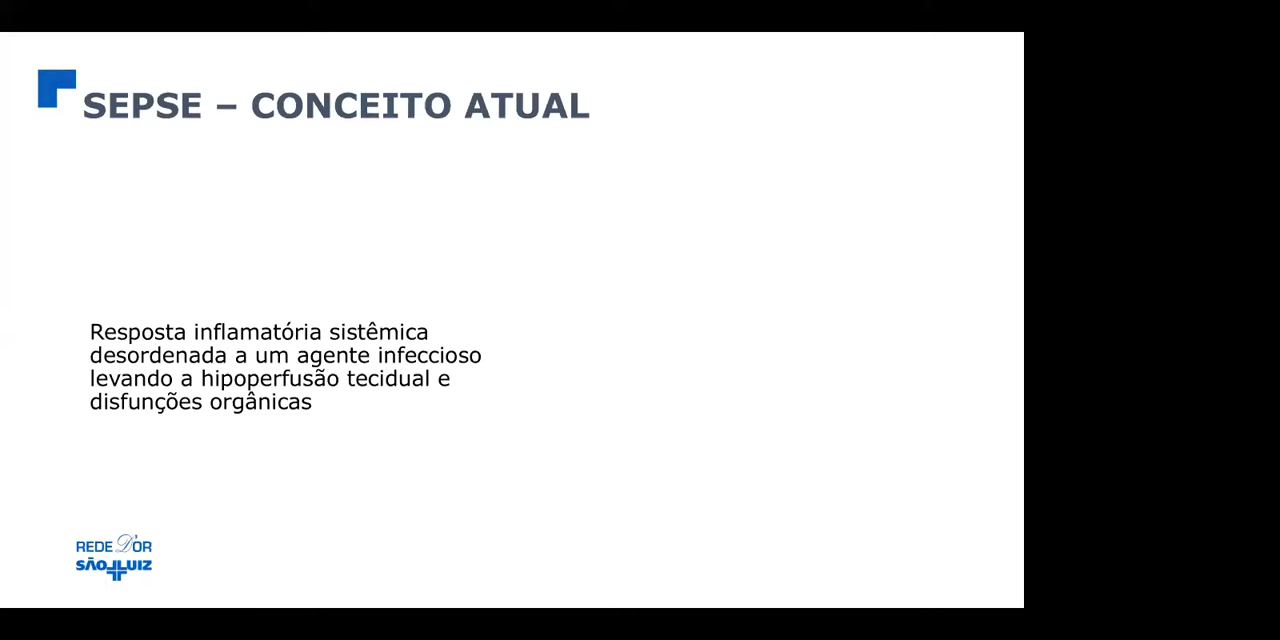 SEPSE – CONCEITO ATUAL
Resposta inflamatória sistêmica
desordenada a um agente infeccioso
levando a hipoperfusão tecidual e
disfunções orgânicas
REDE D'OR
SÃO LUIZ